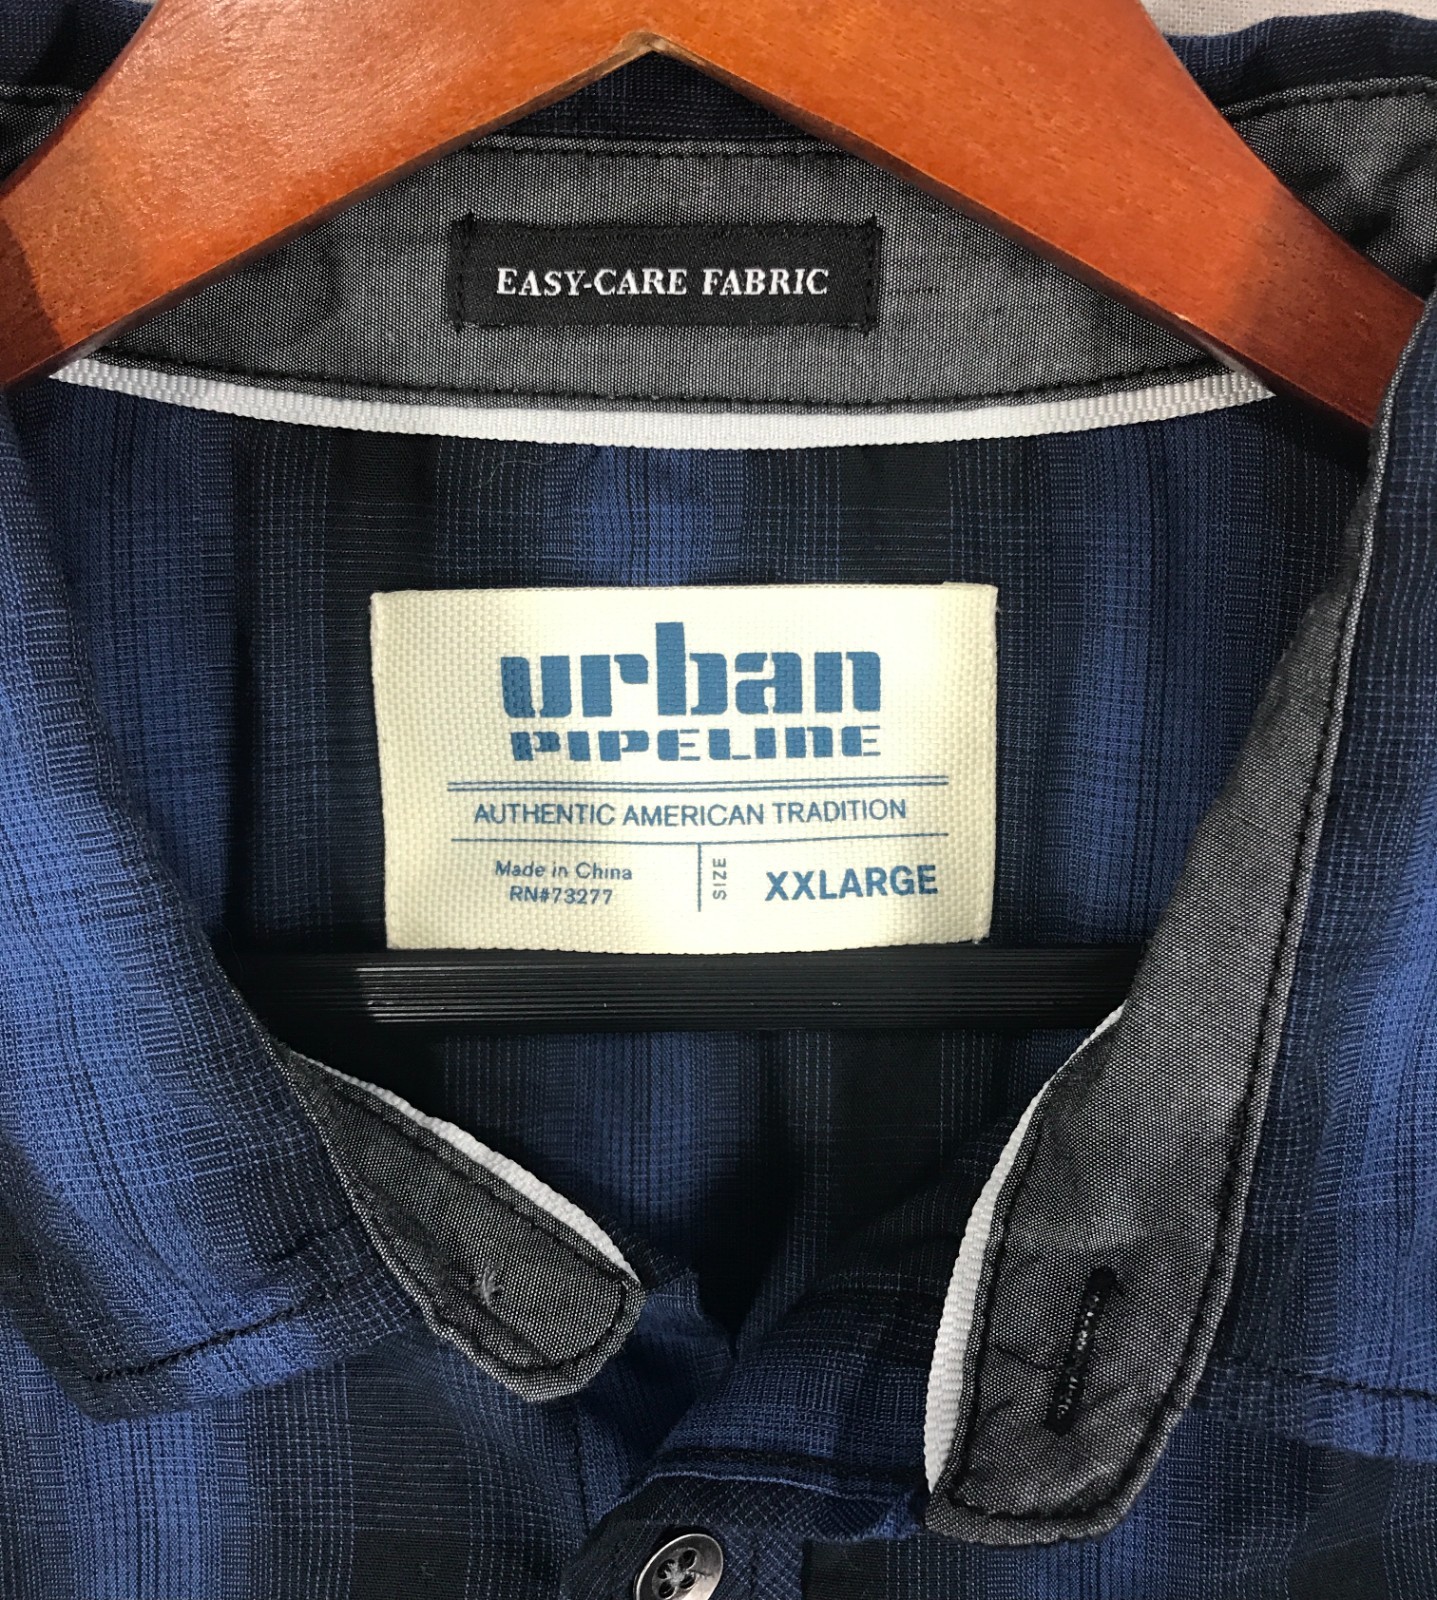 EASY-CARE FABRIC
urban
PIPELINE
AUTHENTIC AMERICAN TRADITION
Made in China
RN#73277
SIZE
XXLARGE